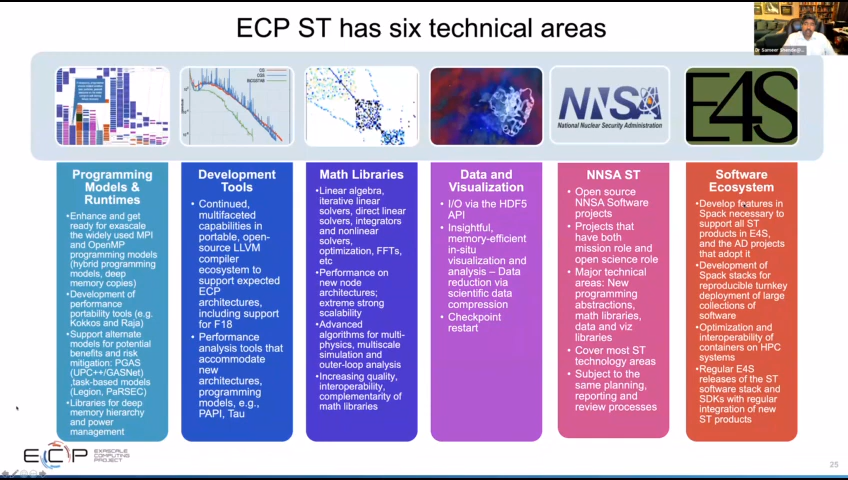 ECP ST has six technical areas
NNSA
National Nuclear Security Administration
E4S
Programming
Models &
Runtimes
•Enhance and get
ready for exascale
the widely used MPI
and OpenMP
programming models
(hybrid programming
models, deep
memory copies)
•Development of
performance
portability tools (e.g.
Kokkos and Raja)
•Support alternate
models for potential
benefits and risk
mitigation: PGAS
(UPC++/GASNet)
,task-based models
(Legion, PaRSEC)
•Libraries for deep
memory hierarchy
and power
management
Development
Tools
• Continued,
multifaceted
capabilities in
portable, open-
source LLVM
compiler
ecosystem to
support expected
ECP
architectures,
including support
for F18
• Performance
analysis tools that
accommodate
new
architectures,
programming
models, e.g.,
PAPI, Tau
Math Libraries
•Linear algebra,
iterative linear
solvers, direct linear
solvers, integrators
and nonlinear
solvers,
optimization, FFTs,
etc
•Performance on
new node
architectures;
extreme strong
scalability
•Advanced
algorithms for multi-
physics, multiscale
simulation and
outer-loop analysis
•Increasing quality,
interoperability,
complementarity of
math libraries
Data and
Visualization
• I/O via the HDF5
API
• Insightful,
memory-efficient
in-situ
visualization and
analysis – Data
reduction via
scientific data
compression
• Checkpoint
restart
NNSA ST
• Open source
NNSA Software
projects
• Projects that
have both
mission role and
open science role
• Major technical
areas: New
programming
abstractions,
math libraries,
data and viz
libraries
• Cover most ST
technology areas
• Subject to the
same planning,
reporting and
review processes
Software
Ecosystem
•Develop features in
Spack necessary to
support all ST
products in E4S,
and the AD projects
that adopt it
•Development of
Spack stacks for
reproducible turnkey
deployment of large
collections of
software
•Optimization and
interoperability of
containers on HPC
systems
•Regular E4S
releases of the ST
software stack and
SDKs with regular
integration of new
ST products
ECP
EXASCALE
COMPUTING
PROJECT
25